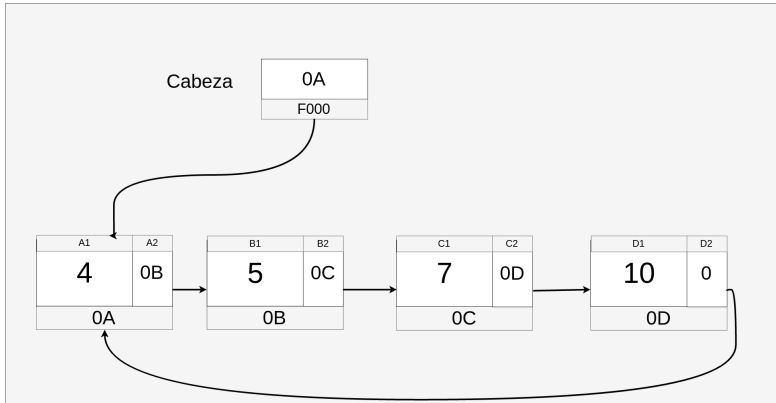 0A
Cabeza
F000
A1 A2 B1 B2 C1 C2 D1 D2
4 0B 5 0C 7 0D 10 0
0A 0B 0C 0D